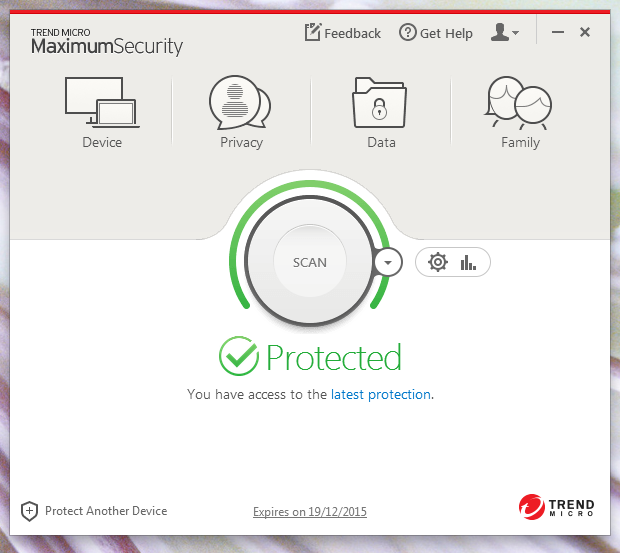 TREND MICRO
MaximumSecurity
Feedback
Get Help
Device
Privacy
Data
Family
SCAN
Protected
You have access to the latest protection.
Protect Another Device
Expires on 19/12/2015
TREND
MICRO